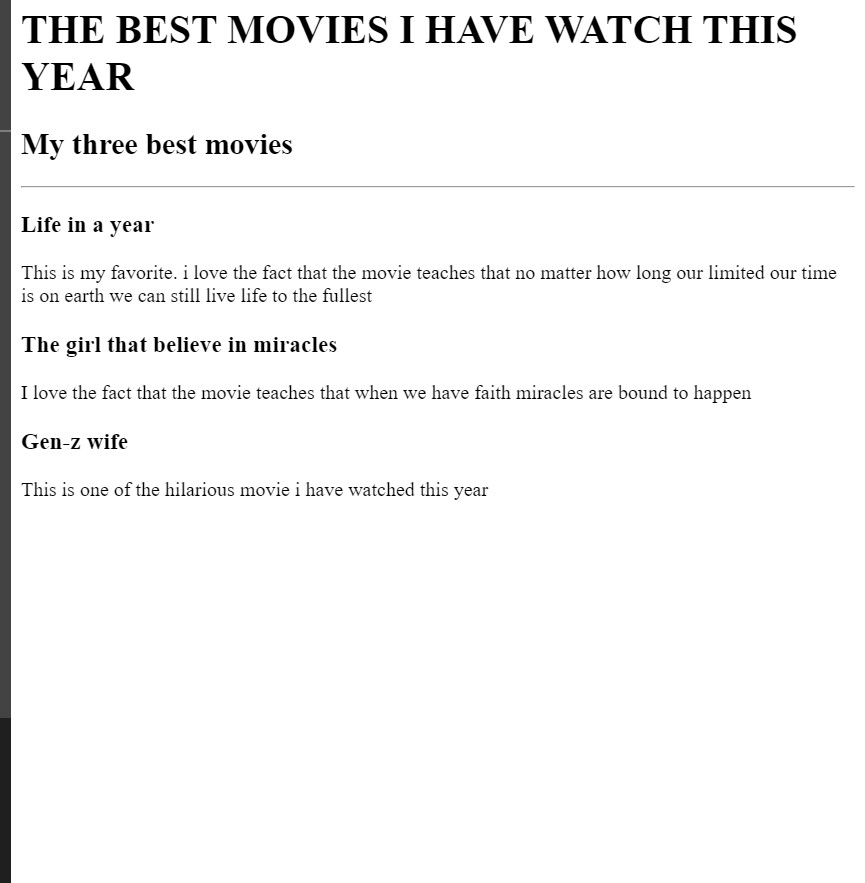 THE BEST MOVIES I HAVE WATCH THIS
YEAR
My three best movies
Life in a year
This is my favorite. i love the fact that the movie teaches that no matter how long our limited our time
is on earth we can still live life to the fullest
The girl that believe in miracles
I love the fact that the movie teaches that when we have faith miracles are bound to happen
Gen-z wife
This is one of the hilarious movie i have watched this year